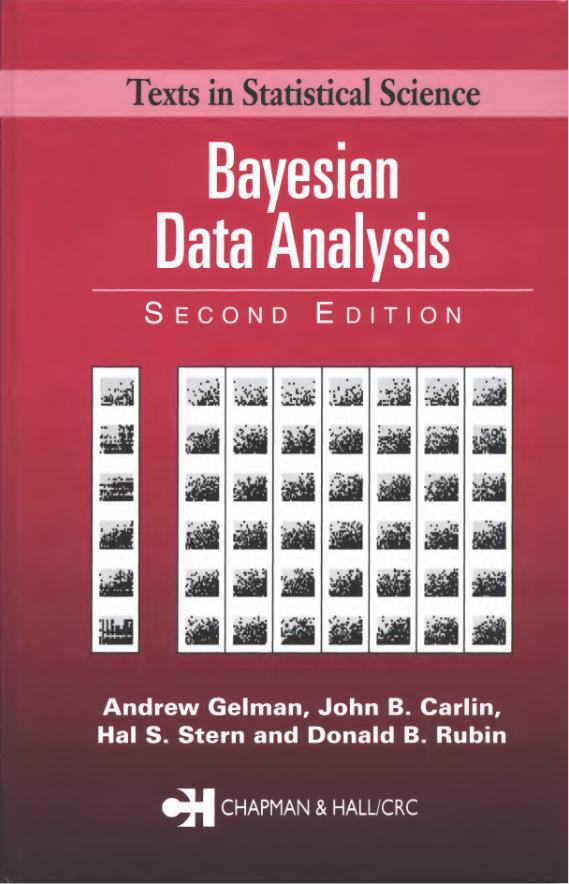 Texts in Statistical Science
Bayesian
Data Analysis
SECOND EDITION
Andrew Gelman, John B. Carlin,
Hal S. Stern and Donald B. Rubin
CHAPMAN & HALL/CRC